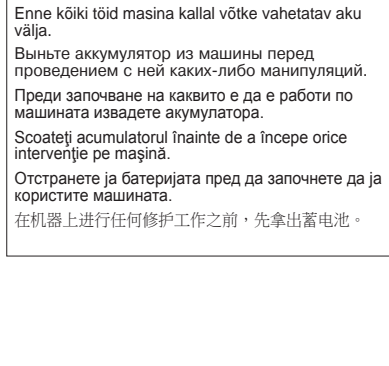 Enne kõiki töid masina kallal võtke vahetatav aku
välja.
Выньте аккумулятор из машины перед
проведением с ней каких-либо манипуляций.
Преди започване на каквито е да е работи по
машината извадете акумулатора.
Scoateţi acumulatorul înainte de a începe orice
intervenţie pe maşină.
Отстранете ја батеријата пред да започнете да ја
користите машината.
在机器上进行任何修护工作之前，先拿出蓄电池。